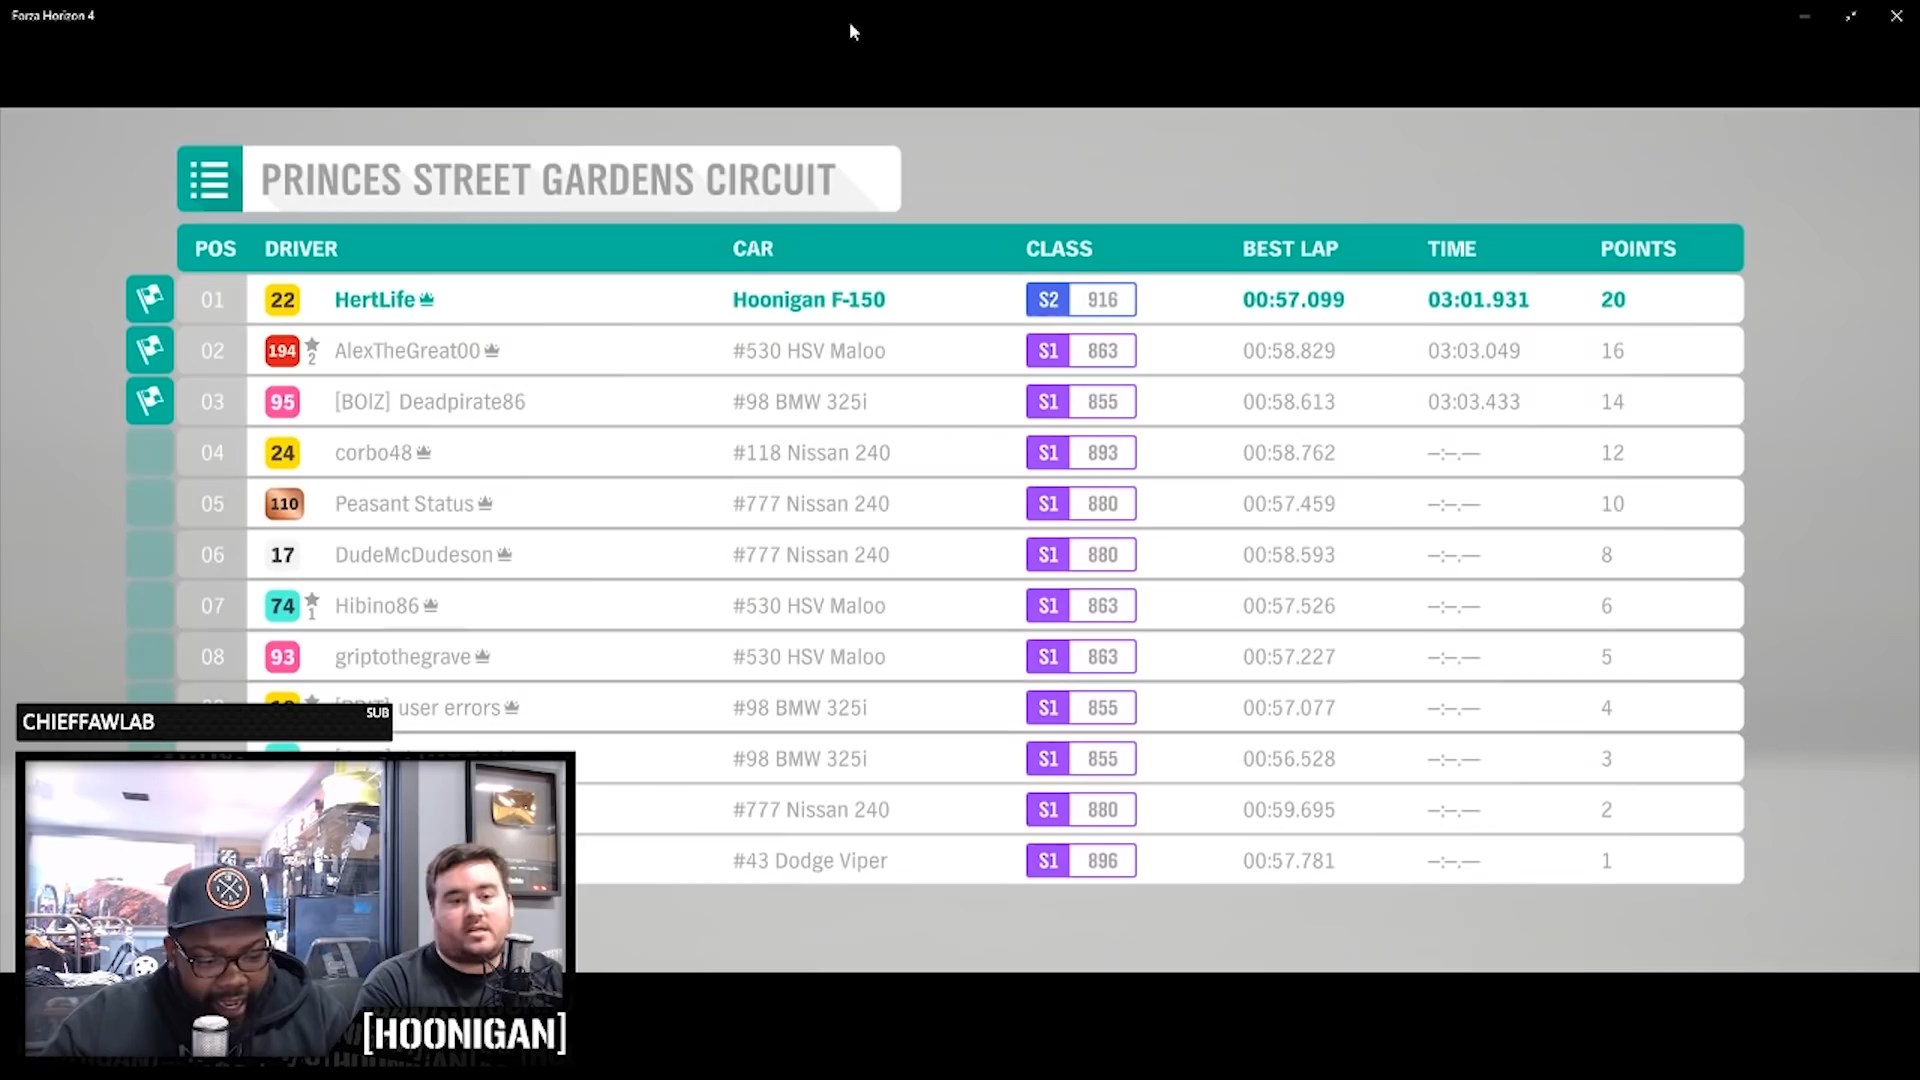 Forza Horizon 4
PRINCES STREET GARDENS CIRCUIT
POS DRIVER CAR CLASS BEST LAP TIME POINTS
01 22 HertLife Hoonigan F-150 S2 916 00:57.099 03:01.931 20
02 194 2 AlexTheGreat00 #530 HSV Maloo S1 863 00:58.829 03:03.049 16
03 95 [BOIZ] Deadpirate86 #98 BMW 325i S1 855 00:58.613 03:03.433 14
04 24 corbo48 #118 Nissan 240 S1 893 00:58.762 --:--.--- 12
05 110 Peasant Status #777 Nissan 240 S1 880 00:57.459 --:--.--- 10
06 17 DudeMcDudeson #777 Nissan 240 S1 880 00:58.593 --:--.--- 8
07 74 1 Hibino86 #530 HSV Maloo S1 863 00:57.526 --:--.--- 6
08 93 griptothegrave #530 HSV Maloo S1 863 00:57.227 --:--.--- 5
user errors #98 BMW 325i S1 855 00:57.077 --:--.--- 4
#98 BMW 325i S1 855 00:56.528 --:--.--- 3
#777 Nissan 240 S1 880 00:59.695 --:--.--- 2
#43 Dodge Viper S1 896 00:57.781 --:--.--- 1
CHIEFFAWLAB SUB
[HOONIGAN]